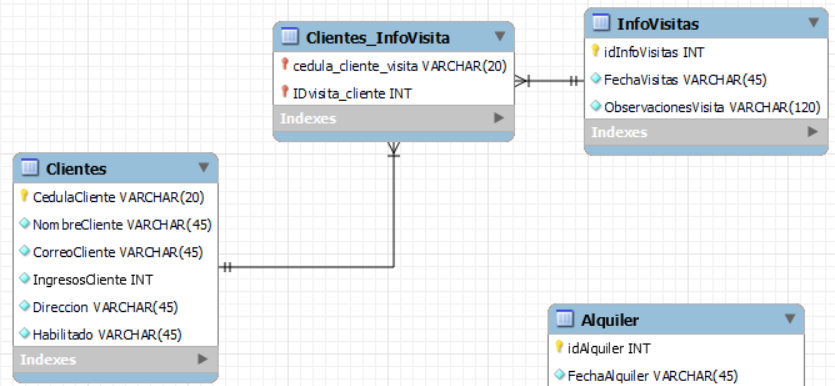 Clientes_InfoVisita
cedula_cliente_visita VARCHAR(20)
IDvisita_cliente INT
Indexes
InfoVisitas
idInfoVisitas INT
FechaVisitas VARCHAR(45)
ObservacionesVisita VARCHAR(120)
Indexes
Clientes
CedulaCliente VARCHAR(20)
NombreCliente VARCHAR(45)
CorreoCliente VARCHAR(45)
IngresosCliente INT
Direccion VARCHAR(45)
Habilitado VARCHAR(45)
Indexes
Alquiler
idAlquiler INT
FechaAlquiler VARCHAR(45)